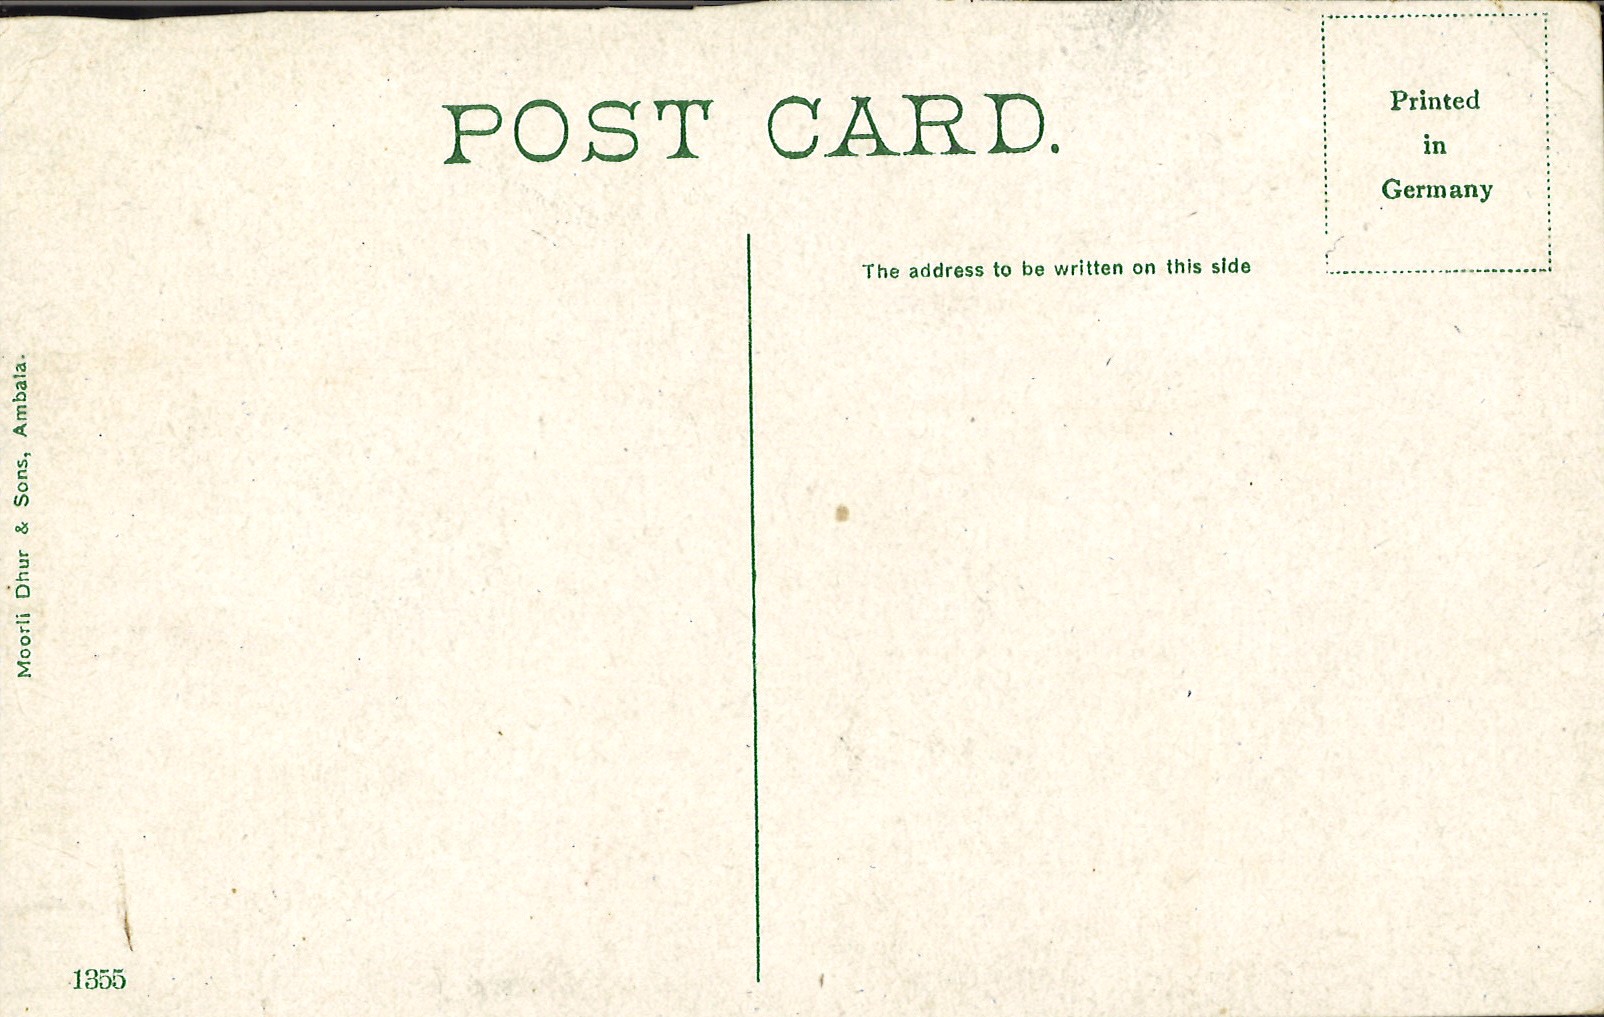 POST CARD.
Printed
in
Germany
The address to be written on this side
Moorli Dhur & Sons, Ambala.
1355